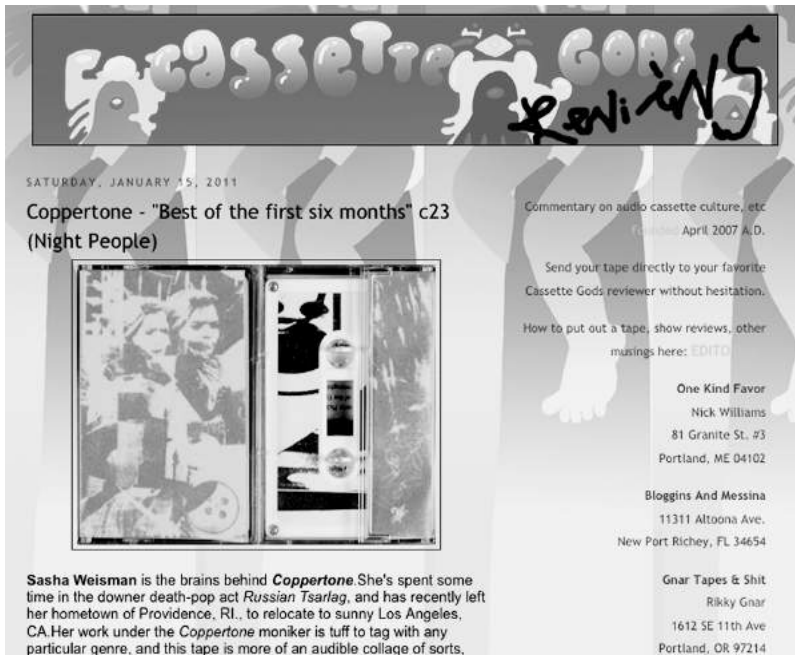 CASSETTE GODS
REVIEWS
SATURDAY, JANUARY 15, 2011
Coppertone - "Best of the first six months" c23
(Night People)
Sasha Weisman is the brains behind Coppertone.She's spent some
time in the downer death-pop act Russian Tsarlag, and has recently left
her hometown of Providence, RI., to relocate to sunny Los Angeles,
CA.Her work under the Coppertone moniker is tuff to tag with any
particular genre, and this tape is more of an audible collage of sorts,
Commentary on audio cassette culture, etc
founded April 2007 A.D.
Send your tape directly to your favorite
Cassette Gods reviewer without hesitation.
How to put out a tape, show reviews, other
musings here: EDITO
One Kind Favor
Nick Williams
81 Granite St. #3
Portland, ME 04102
Bloggins And Messina
11311 Altoona Ave.
New Port Richey, FL 34654
Gnar Tapes & Shit
Rikky Gnar
1612 SE 11th Ave
Portland, OR 97214